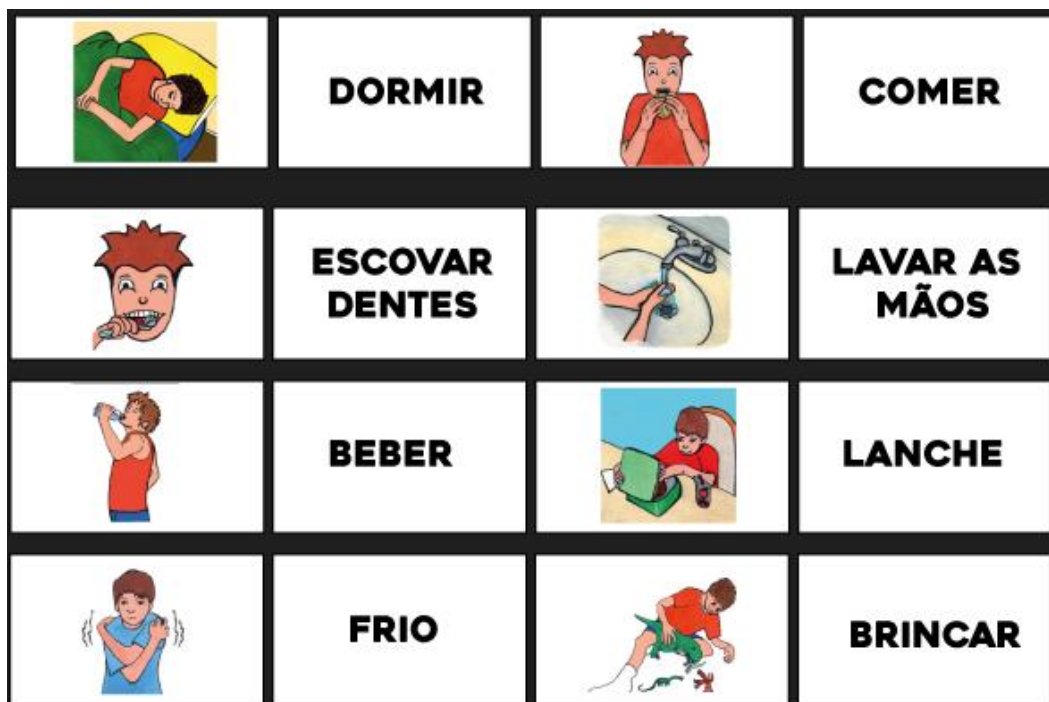 DORMIR
COMER
ESCOVAR
DENTES
LAVAR AS
MÃOS
BEBER
LANCHE
FRIO
BRINCAR